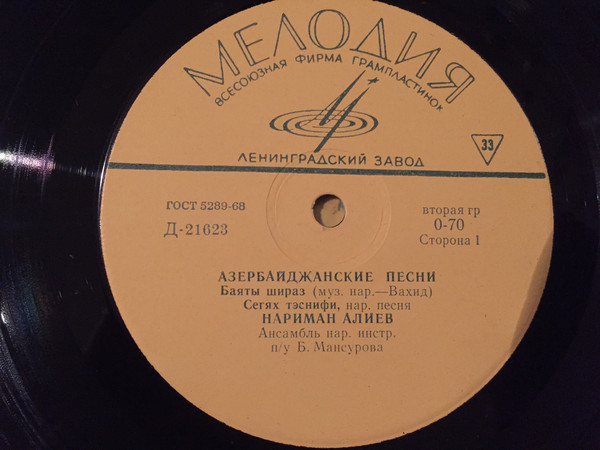 МЕЛОДИЯ
ВСЕСОЮЗНАЯ ФИРМА ГРАМПЛАСТИНОК
ЛЕНИНГРАДСКИЙ ЗАВОД
33
ГОСТ 5289-68
Д-21623
вторая гр
0-70
Сторона 1
АЗЕРБАЙДЖАНСКИЕ ПЕСНИ
Баяты шираз (муз. нар.—Вахид)
Сегях тэснифи, нар. песня
НАРИМАН АЛИЕВ
Ансамбль нар. инстр.
п/у Б. Мансурова